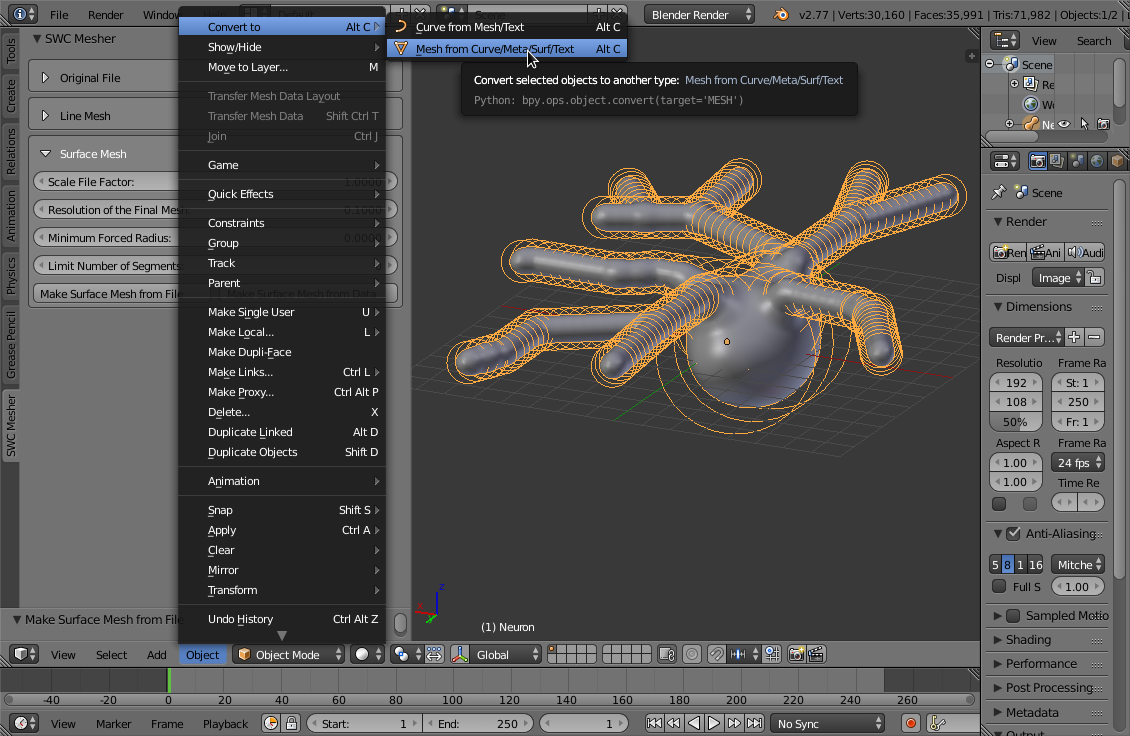 File Render Window Blender Render v2.77 | Verts:30,160 | Faces:35,991 | Tris:71,982 | Objects:1/2 |
SWC Mesher
Original File
Line Mesh
Surface Mesh
Scale File Factor: 1.0000
Resolution of the Final Mesh: 0.1000
Minimum Forced Radius: 0.0000
Limit Number of Segments:
Make Surface Mesh from File
Make Surface Mesh from File
Tools
Create
Relations
Animation
Physics
Grease Pencil
SWC Mesher
Convert to Alt C
Show/Hide
Move to Layer... M
Transfer Mesh Data Layout
Transfer Mesh Data Shift Ctrl T
Join Ctrl J
Game
Quick Effects
Constraints
Group
Track
Parent
Make Single User U
Make Local... L
Make Dupli-Face
Make Links... Ctrl L
Make Proxy... Ctrl Alt P
Delete... X
Duplicate Linked Alt D
Duplicate Objects Shift D
Animation
Snap Shift S
Apply Ctrl A
Clear
Mirror
Transform
Undo History Ctrl Alt Z
Curve from Mesh/Text Alt C
Mesh from Curve/Meta/Surf/Text Alt C
Convert selected objects to another type: Mesh from Curve/Meta/Surf/Text
Python: bpy.ops.object.convert(target='MESH')
z
(1) Neuron
View Select Add Object Object Mode Global
-40 -20 0 20 40 60 80 100 120 140 160 180 200 220 240 260
View Marker Frame Playback Start: 1 End: 250 1 No Sync
View Search
Scene
Re
Wo
Ne
Scene
Render
Ren Ani Audi
Displ Image
Dimensions
Render Pr...
Resolutio Frame Ra
192 St: 1
108 250
50% Fr: 1
Aspect R Frame Ra
1.00 24 fps
1.00 Time Re
Anti-Aliasing
5 8 1 16 Mitche
Full S 1.00
Sampled Motio
Shading
Performance
Post Processing
Metadata
Output